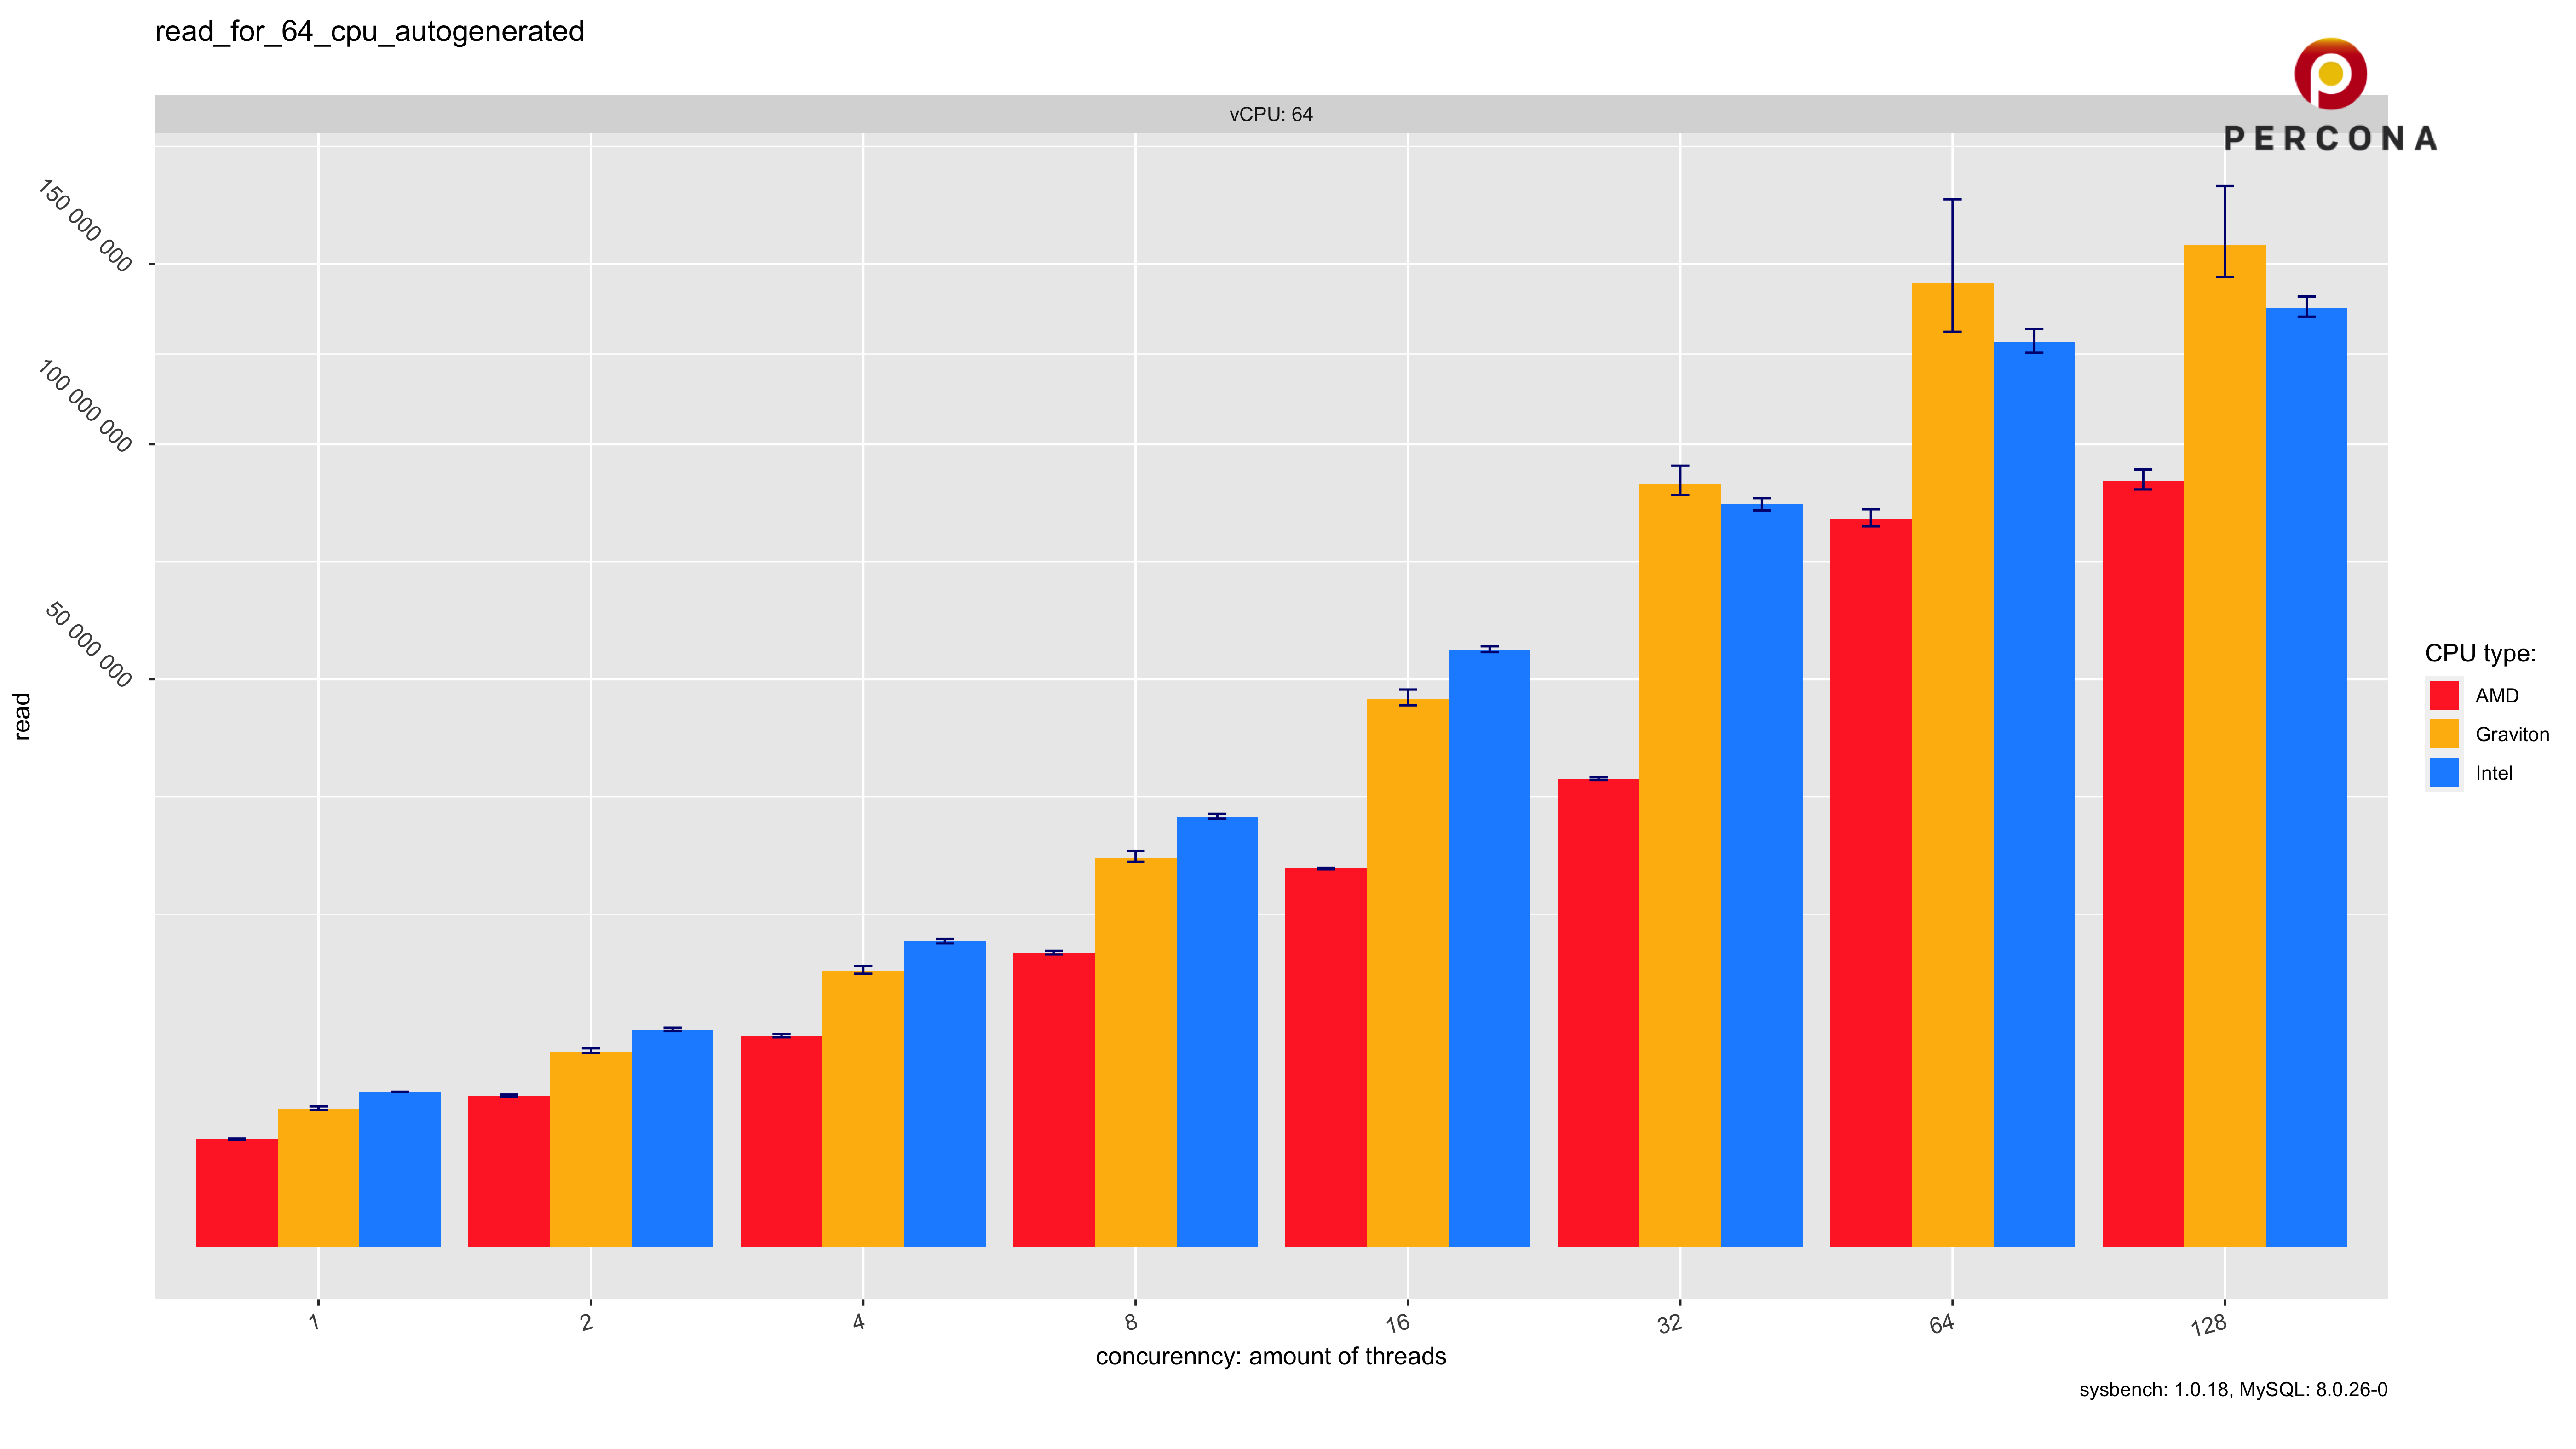 read_for_64_cpu_autogenerated
PERCONA
vCPU: 64
150 000 000
100 000 000
50 000 000
read
CPU type:
AMD
Graviton
Intel
1 2 4 8 16 32 64 128
concurenncy: amount of threads
sysbench: 1.0.18, MySQL: 8.0.26-0